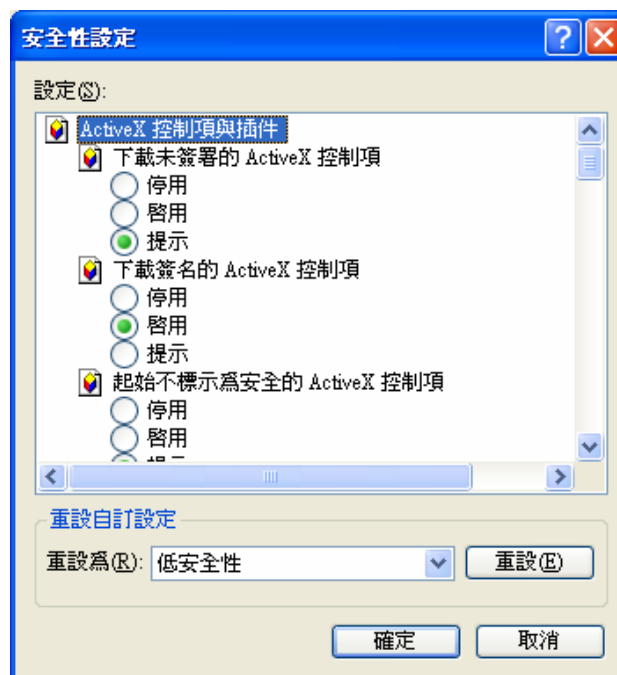 安全性設定
設定(S):
ActiveX 控制項與插件
下載未簽署的 ActiveX 控制項
停用
啓用
提示
下載簽名的 ActiveX 控制項
停用
啓用
提示
起始不標示爲安全的 ActiveX 控制項
停用
啓用
重設自訂設定
重設爲(R): 低安全性 重設(E)
確定 取消